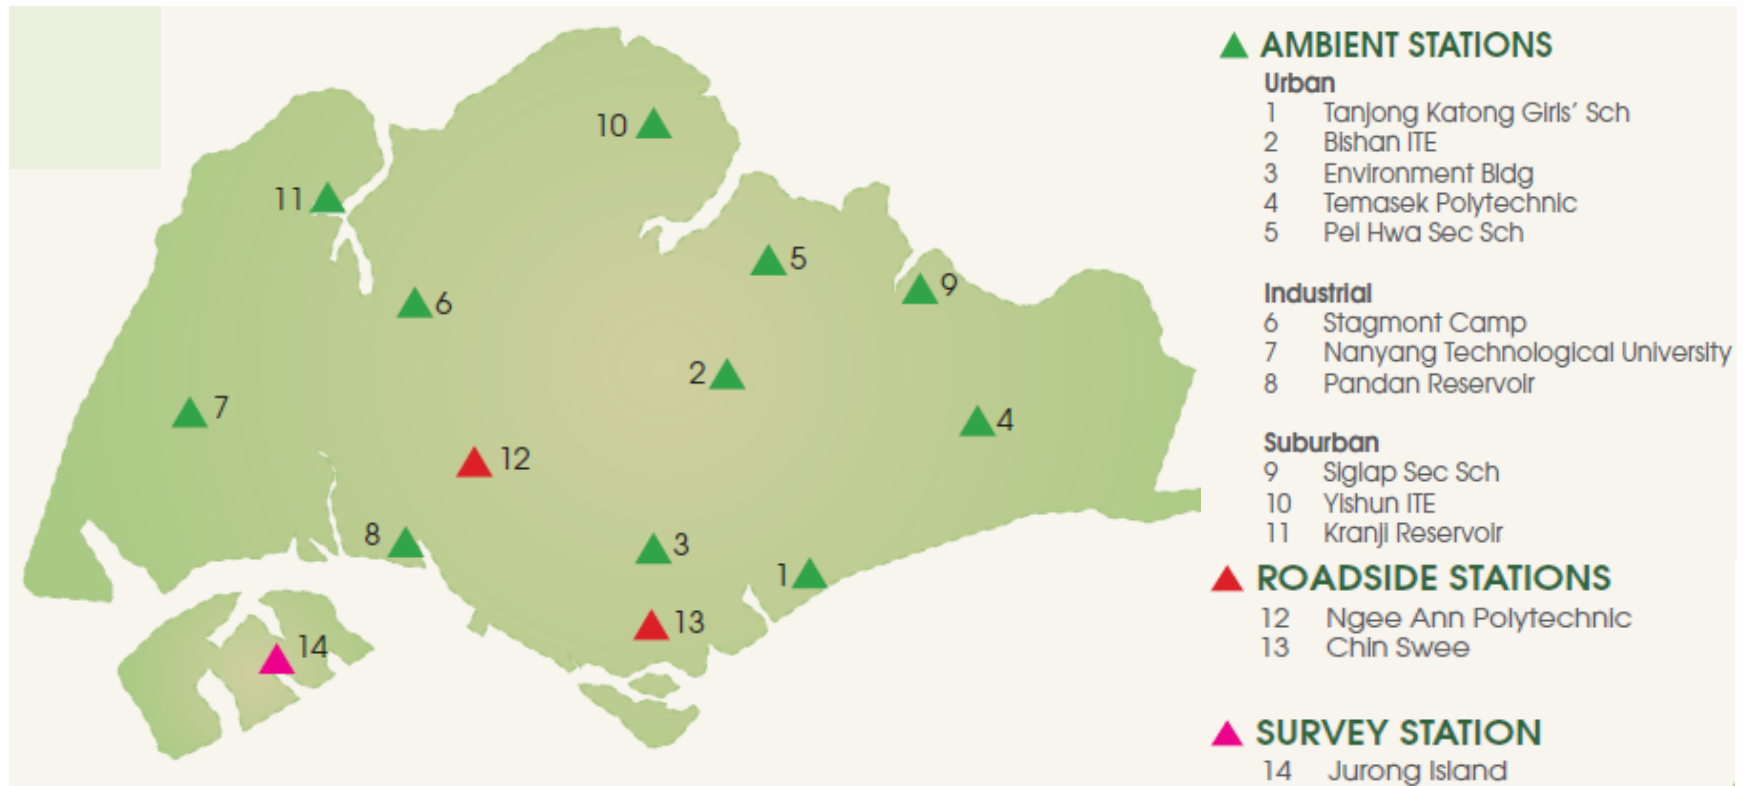 10
11
5
9
6
2
7
4
12
8
3
1
13
14
AMBIENT STATIONS
Urban
1 Tanjong Katong Girls' Sch
2 Bishan ITE
3 Environment Bldg
4 Temasek Polytechnic
5 Pei Hwa Sec Sch
Industrial
6 Stagmont Camp
7 Nanyang Technological University
8 Pandan Reservoir
Suburban
9 Siglap Sec Sch
10 Yishun ITE
11 Kranji Reservoir
ROADSIDE STATIONS
12 Ngee Ann Polytechnic
13 Chin Swee
SURVEY STATION
14 Jurong Island